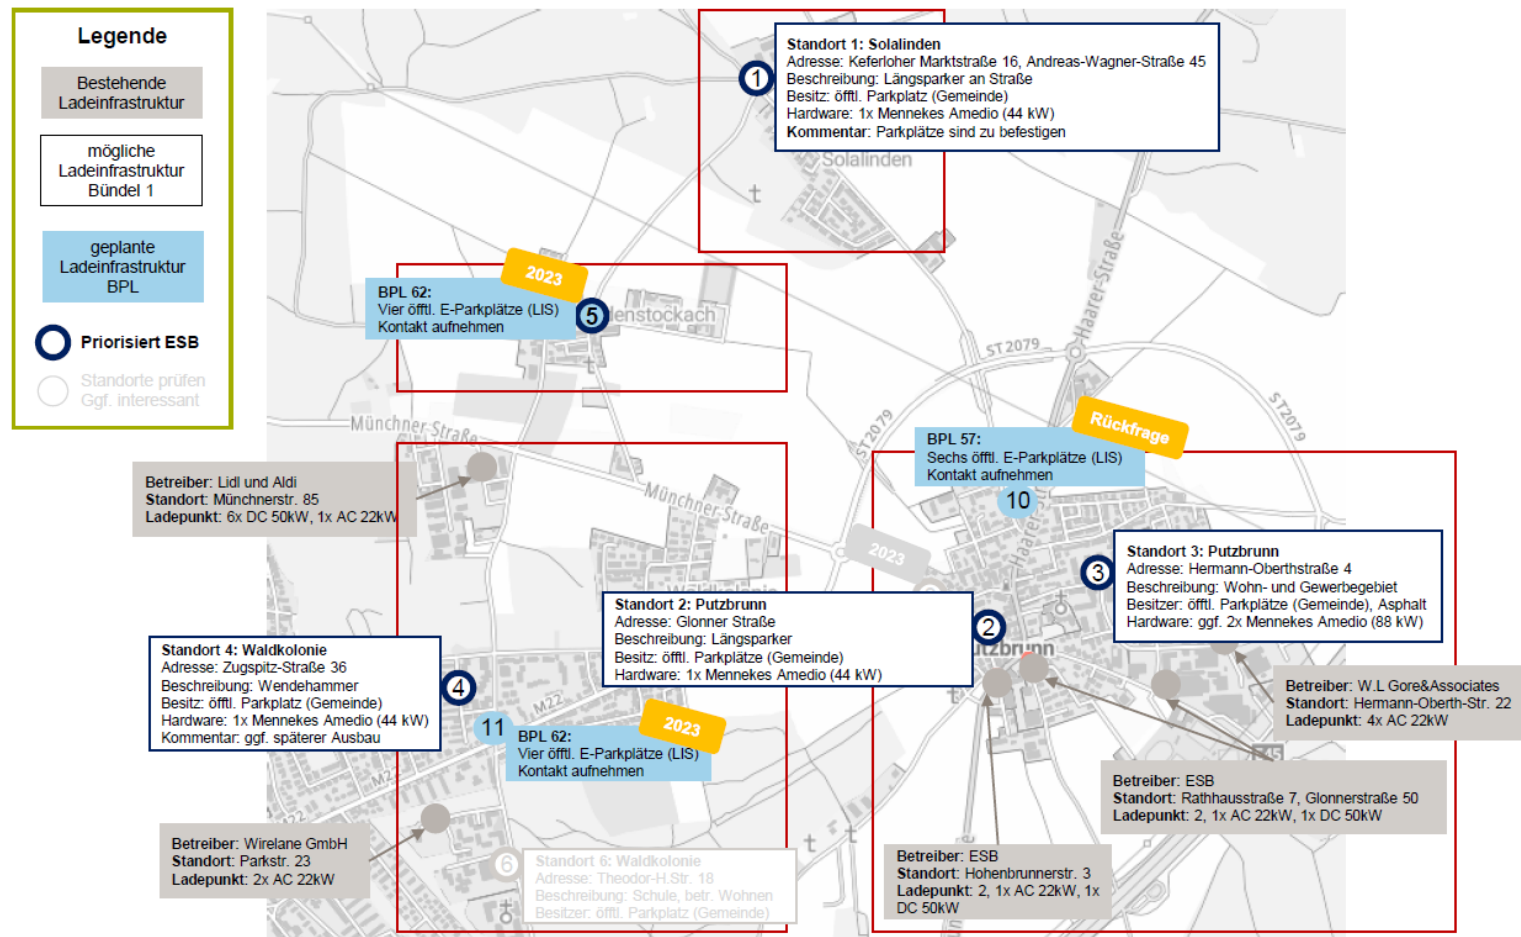 Legende
Bestehende
Ladeinfrastruktur
mögliche
Ladeinfrastruktur
Bündel 1
geplante
Ladeinfrastruktur
BPL
Priorisiert ESB
Standorte prüfen
Ggf. interessant
1
Standort 1: Solalinden
Adresse: Keferloher Marktstraße 16, Andreas-Wagner-Straße 45
Beschreibung: Längsparker an Straße
Besitz: öfftl. Parkplatz (Gemeinde)
Hardware: 1x Mennekes Amedio (44 kW)
Kommentar: Parkplätze sind zu befestigen
Solalinden
Haarer-Straße
2023
BPL 62:
Vier öfftl. E-Parkplätze (LIS)
Kontakt aufnehmen
5
denstockach
ST2079
ST2079
ST2079
Münchner-Straße
Münchner-Straße
Rückfrage
BPL 57:
Sechs öfftl. E-Parkplätze (LIS)
Kontakt aufnehmen
10
Betreiber: Lidl und Aldi
Standort: Münchnerstr. 85
Ladepunkt: 6x DC 50kW, 1x AC 22kW
2023
3
Standort 3: Putzbrunn
Adresse: Hermann-Oberthstraße 4
Beschreibung: Wohn- und Gewerbegebiet
Besitzer: öfftl. Parkplätze (Gemeinde), Asphalt
Hardware: ggf. 2x Mennekes Amedio (88 kW)
Waldkolonie
Standort 2: Putzbrunn
Adresse: Glonner Straße
Beschreibung: Längsparker
Besitz: öfftl. Parkplätze (Gemeinde)
Hardware: 1x Mennekes Amedio (44 kW)
2
utzbrunn
Standort 4: Waldkolonie
Adresse: Zugspitz-Straße 36
Beschreibung: Wendehammer
Besitz: öfftl. Parkplatz (Gemeinde)
Hardware: 1x Mennekes Amedio (44 kW)
Kommentar: ggf. späterer Ausbau
4
M22
11
2023
BPL 62:
Vier öfftl. E-Parkplätze (LIS)
Kontakt aufnehmen
M22
M22
Betreiber: W.L Gore&Associates
Standort: Hermann-Oberth-Str. 22
Ladepunkt: 4x AC 22kW
Betreiber: ESB
Standort: Rathhausstraße 7, Glonnerstraße 50
Ladepunkt: 2, 1x AC 22kW, 1x DC 50kW
Betreiber: Wirelane GmbH
Standort: Parkstr. 23
Ladepunkt: 2x AC 22kW
6
Standort 6: Waldkolonie
Adresse: Theodor-H.Str. 18
Beschreibung: Schule, betr. Wohnen
Besitzer: öfftl. Parkplatz (Gemeinde)
Betreiber: ESB
Standort: Hohenbrunnerstr. 3
Ladepunkt: 2, 1x AC 22kW, 1x
DC 50kW